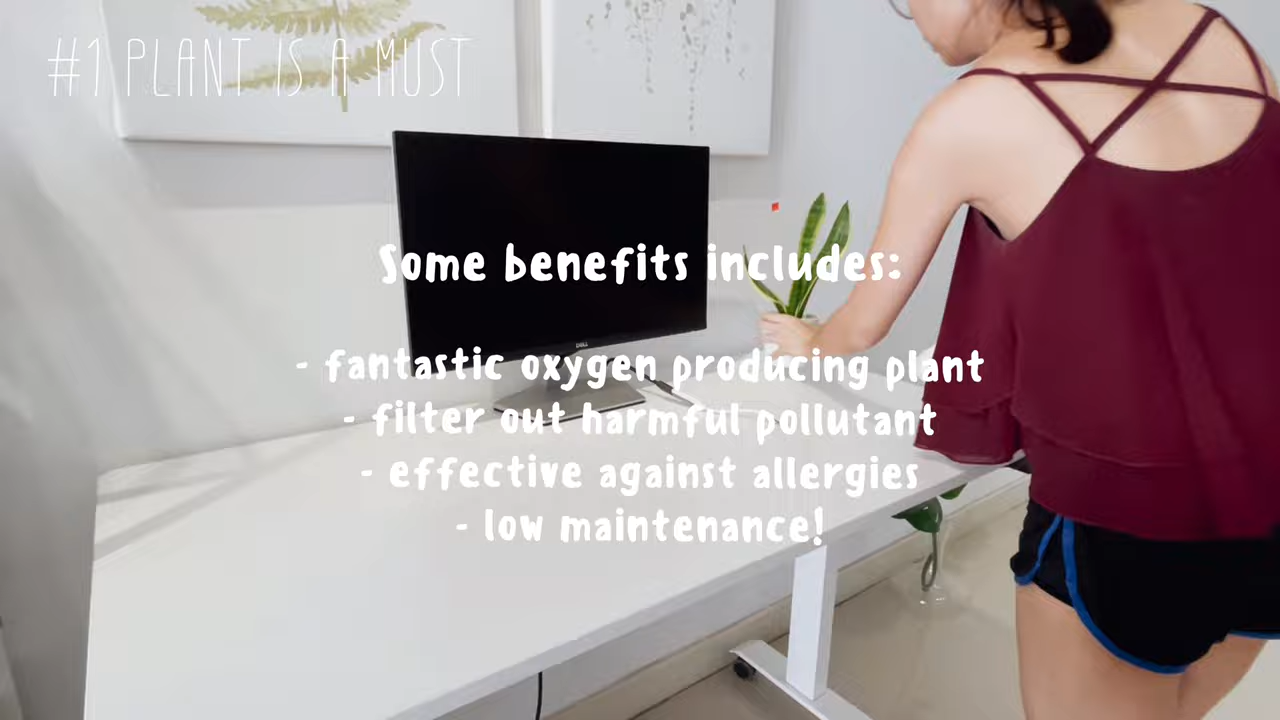 #1 PLANT IS A MUST
Some benefits includes:
- fantastic oxygen producing plant
- filter out harmful pollutant
- effective against allergies
- low maintenance!
DELL